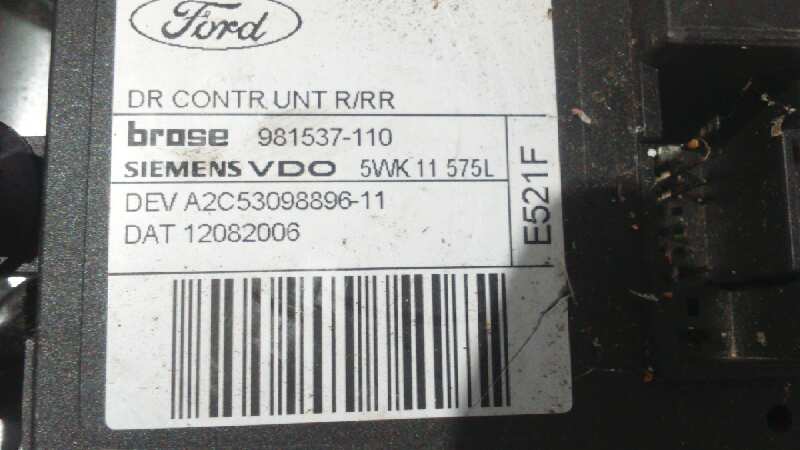 Ford
DR CONTR UNT R/RR
brose 981537-110
SIEMENS VDO 5WK 11 575L
DEV A2C53098896-11
DAT 12082006
E521F